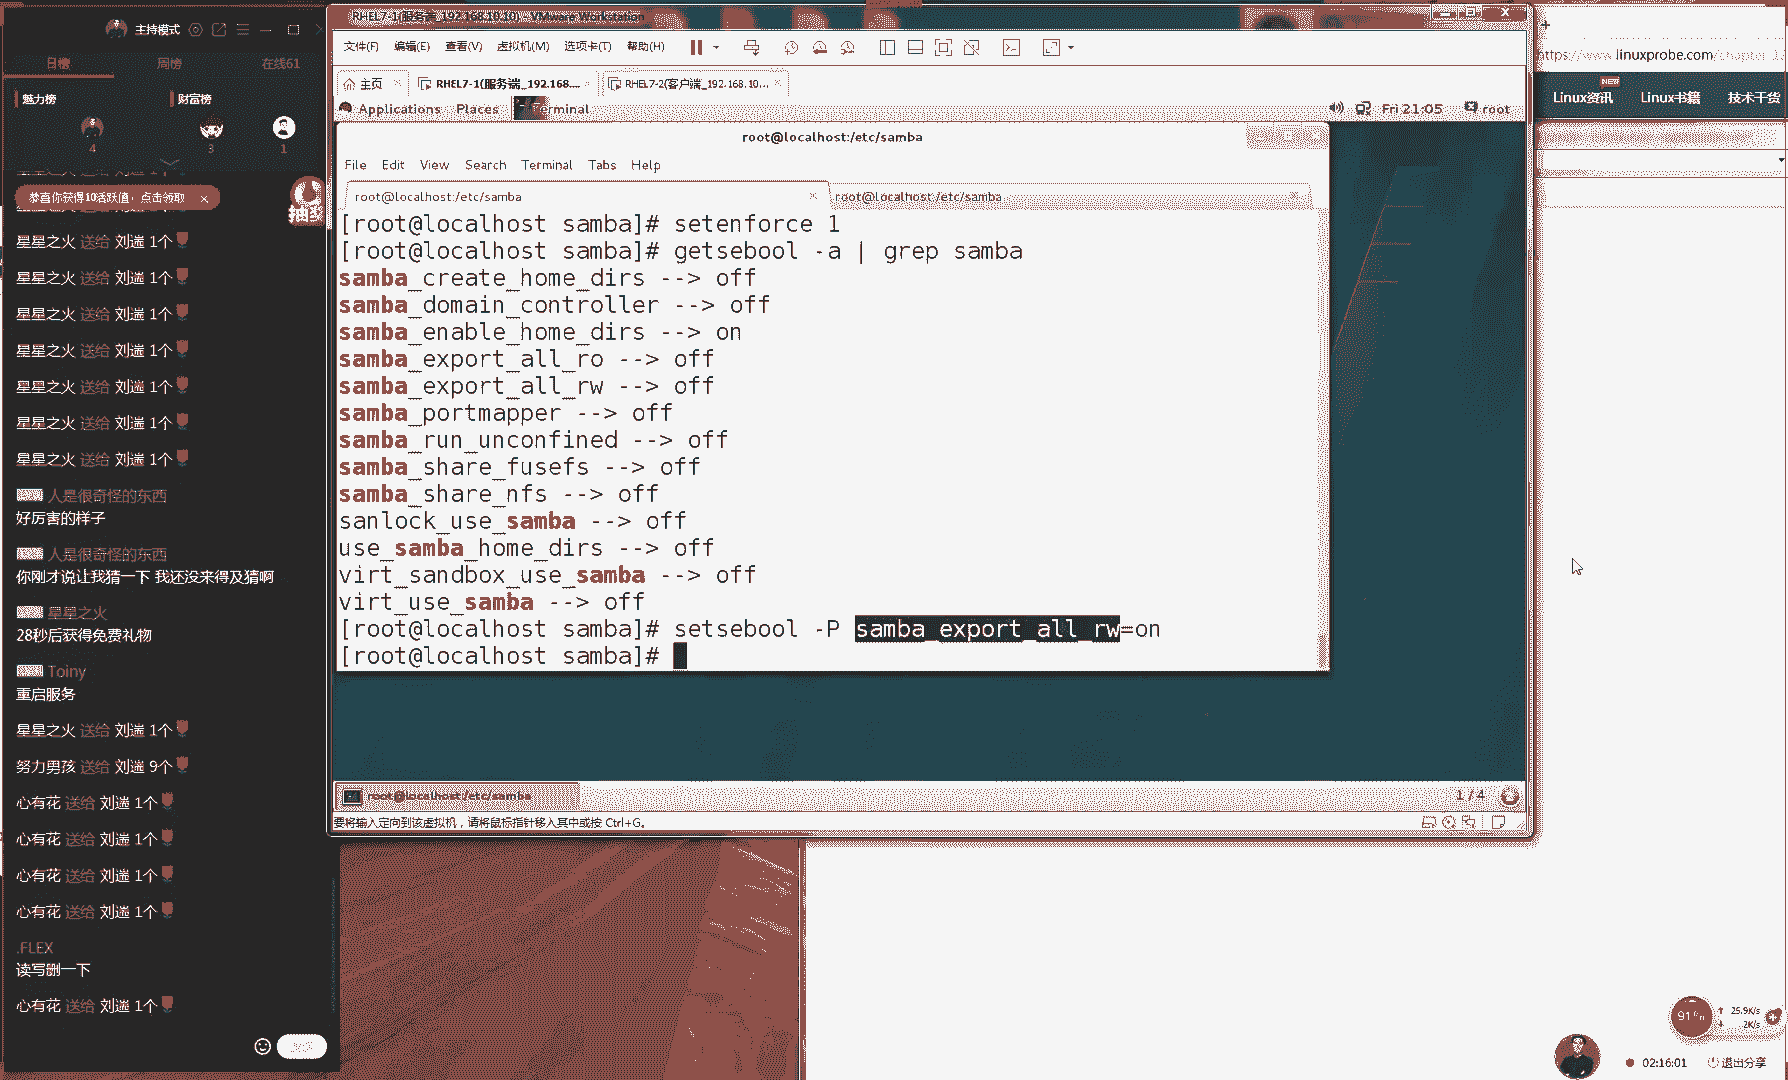 主持模式
日榜 周榜 在线61
魅力榜 财富榜
4 3 1
恭喜你获得10活跃值，点击领取 ×
抽奖
星星之火 送给 刘遄 1个
星星之火 送给 刘遄 1个
星星之火 送给 刘遄 1个
星星之火 送给 刘遄 1个
星星之火 送给 刘遄 1个
星星之火 送给 刘遄 1个
星星之火 送给 刘遄 1个
人是很奇怪的东西
好厉害的样子
人是很奇怪的东西
你刚才说让我猜一下 我还没来得及猜啊
星星之火
28秒后获得免费礼物
Toiny
重启服务
星星之火 送给 刘遄 1个
努力男孩 送给 刘遄 9个
心有花 送给 刘遄 1个
心有花 送给 刘遄 1个
心有花 送给 刘遄 1个
心有花 送给 刘遄 1个
.FLEX
读写删一下
心有花 送给 刘遄 1个
RHEL7-1(服务端_192.168.10.10) - VMware Workstation
文件(F) 编辑(E) 查看(V) 虚拟机(M) 选项卡(T) 帮助(H)
主页 RHEL7-1(服务端_192.168.... RHEL7-2(客户端_192.168.10...
Applications Places Terminal Fri 21:05 root
root@localhost:/etc/samba
File Edit View Search Terminal Tabs Help
root@localhost:/etc/samba root@localhost:/etc/samba
[root@localhost samba]# setenforce 1
[root@localhost samba]# getsebool -a | grep samba
samba_create_home_dirs --> off
samba_domain_controller --> off
samba_enable_home_dirs --> on
samba_export_all_ro --> off
samba_export_all_rw --> off
samba_portmapper --> off
samba_run_unconfined --> off
samba_share_fusefs --> off
samba_share_nfs --> off
sanlock_use_samba --> off
use_samba_home_dirs --> off
virt_sandbox_use_samba --> off
virt_use_samba --> off
[root@localhost samba]# setsebool -P samba_export_all_rw=on
[root@localhost samba]#
root@localhost:/etc/samba 1 / 4
要将输入定向到该虚拟机，请将鼠标指针移入其中或按 Ctrl+G。
https://www.linuxprobe.com/chapter-1
NEW
Linux资讯 Linux书籍 技术干货
91%
25.9K/s
2K/s
02:16:01 退出分享